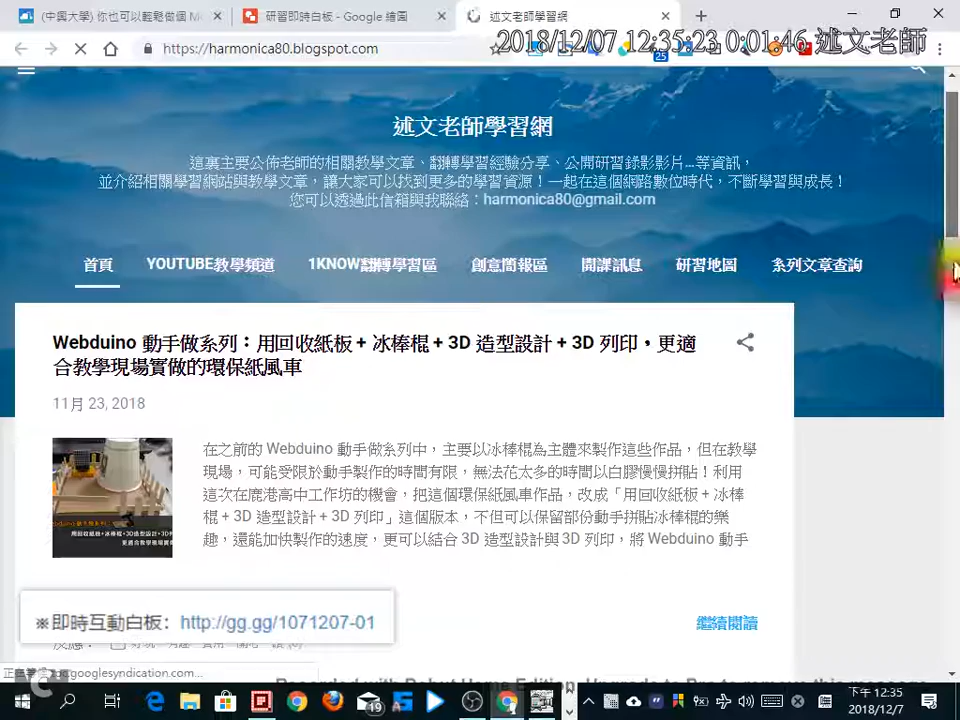 (中興大學) 你也可以輕鬆做個 M
研習即時白板 - Google 繪圖
述文老師學習網
https://harmonica80.blogspot.com
2018/12/07 12:35:23 0:01:46 述文老師
25
述文老師學習網
這裏主要公佈老師的相關教學文章、翻轉學習經驗分享、公開研習錄影影片...等資訊，
並介紹相關學習網站與教學文章，讓大家可以找到更多的學習資源！一起在這個網路數位時代，不斷學習與成長！
您可以透過此信箱與我聯絡：harmonica80@gmail.com
首頁 YOUTUBE教學頻道 1KNOW翻轉學習區 創意簡報區 開課訊息 研習地圖 系列文章查詢
Webduino 動手做系列：用回收紙板 + 冰棒棍 + 3D 造型設計 + 3D 列印，更適
合教學現場實做的環保紙風車
11月 23, 2018
在之前的 Webduino 動手做系列中，主要以冰棒棍為主體來製作這些作品，但在教學
現場，可能受限於動手製作的時間有限，無法花太多的時間以白膠慢慢拼貼！利用
這次在鹿港高中工作坊的機會，把這個環保紙風車作品，改成「用回收紙板 + 冰棒
棍 + 3D 造型設計 + 3D 列印」這個版本，不但可以保留部份動手拼貼冰棒棍的樂
趣，還能加快製作的速度，更可以結合 3D 造型設計與 3D 列印，將 Webduino 動手
※即時互動白板：http://gg.gg/1071207-01
繼續閱讀
19
下午 12:35
2018/12/7